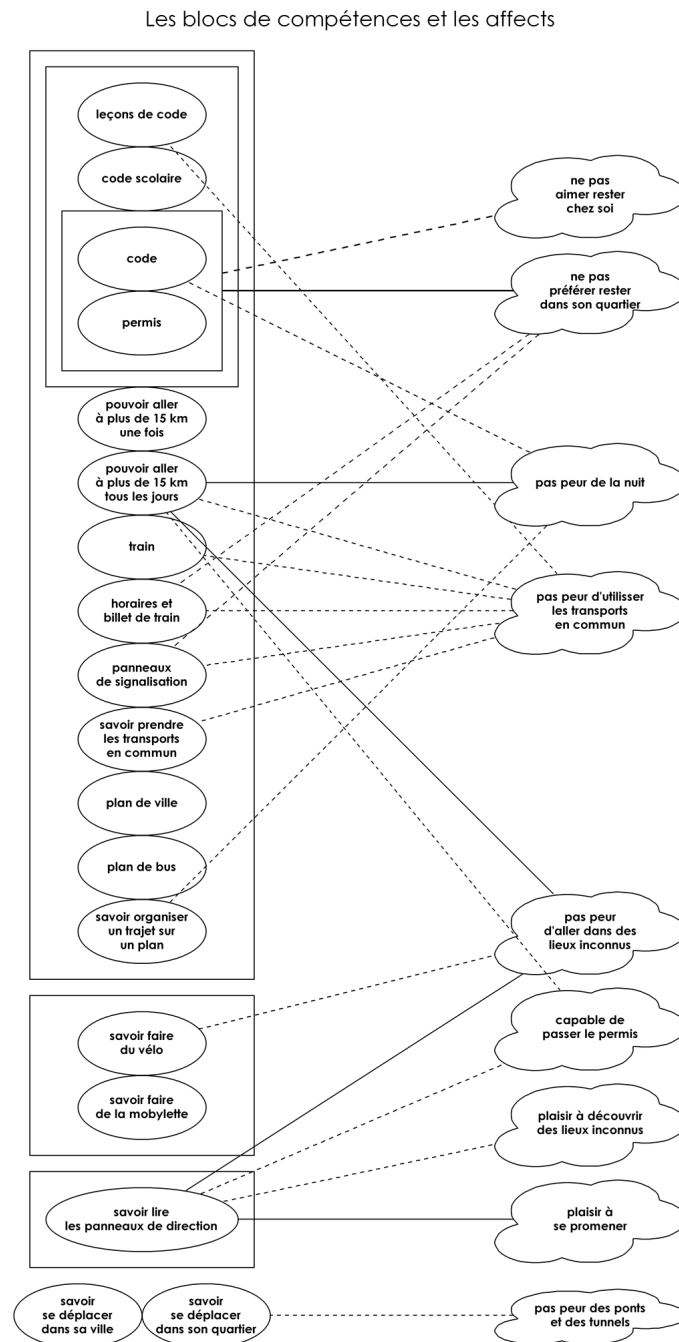 Les blocs de compétences et les affects
leçons de code
code scolaire
code
permis
pouvoir aller
à plus de 15 km
une fois
pouvoir aller
à plus de 15 km
tous les jours
train
horaires et
billet de train
panneaux
de signalisation
savoir prendre
les transports
en commun
plan de ville
plan de bus
savoir organiser
un trajet sur
un plan
savoir faire
du vélo
savoir faire
de la mobylette
savoir lire
les panneaux de direction
savoir
se déplacer
dans sa ville
savoir
se déplacer
dans son quartier
ne pas
aimer rester
chez soi
ne pas
préférer rester
dans son quartier
pas peur de la nuit
pas peur d'utilisser
les transports
en commun
pas peur
d'aller dans des
lieux inconnus
capable de
passer le permis
plaisir à découvrir
des lieux inconnus
plaisir à
se promener
pas peur des ponts
et des tunnels